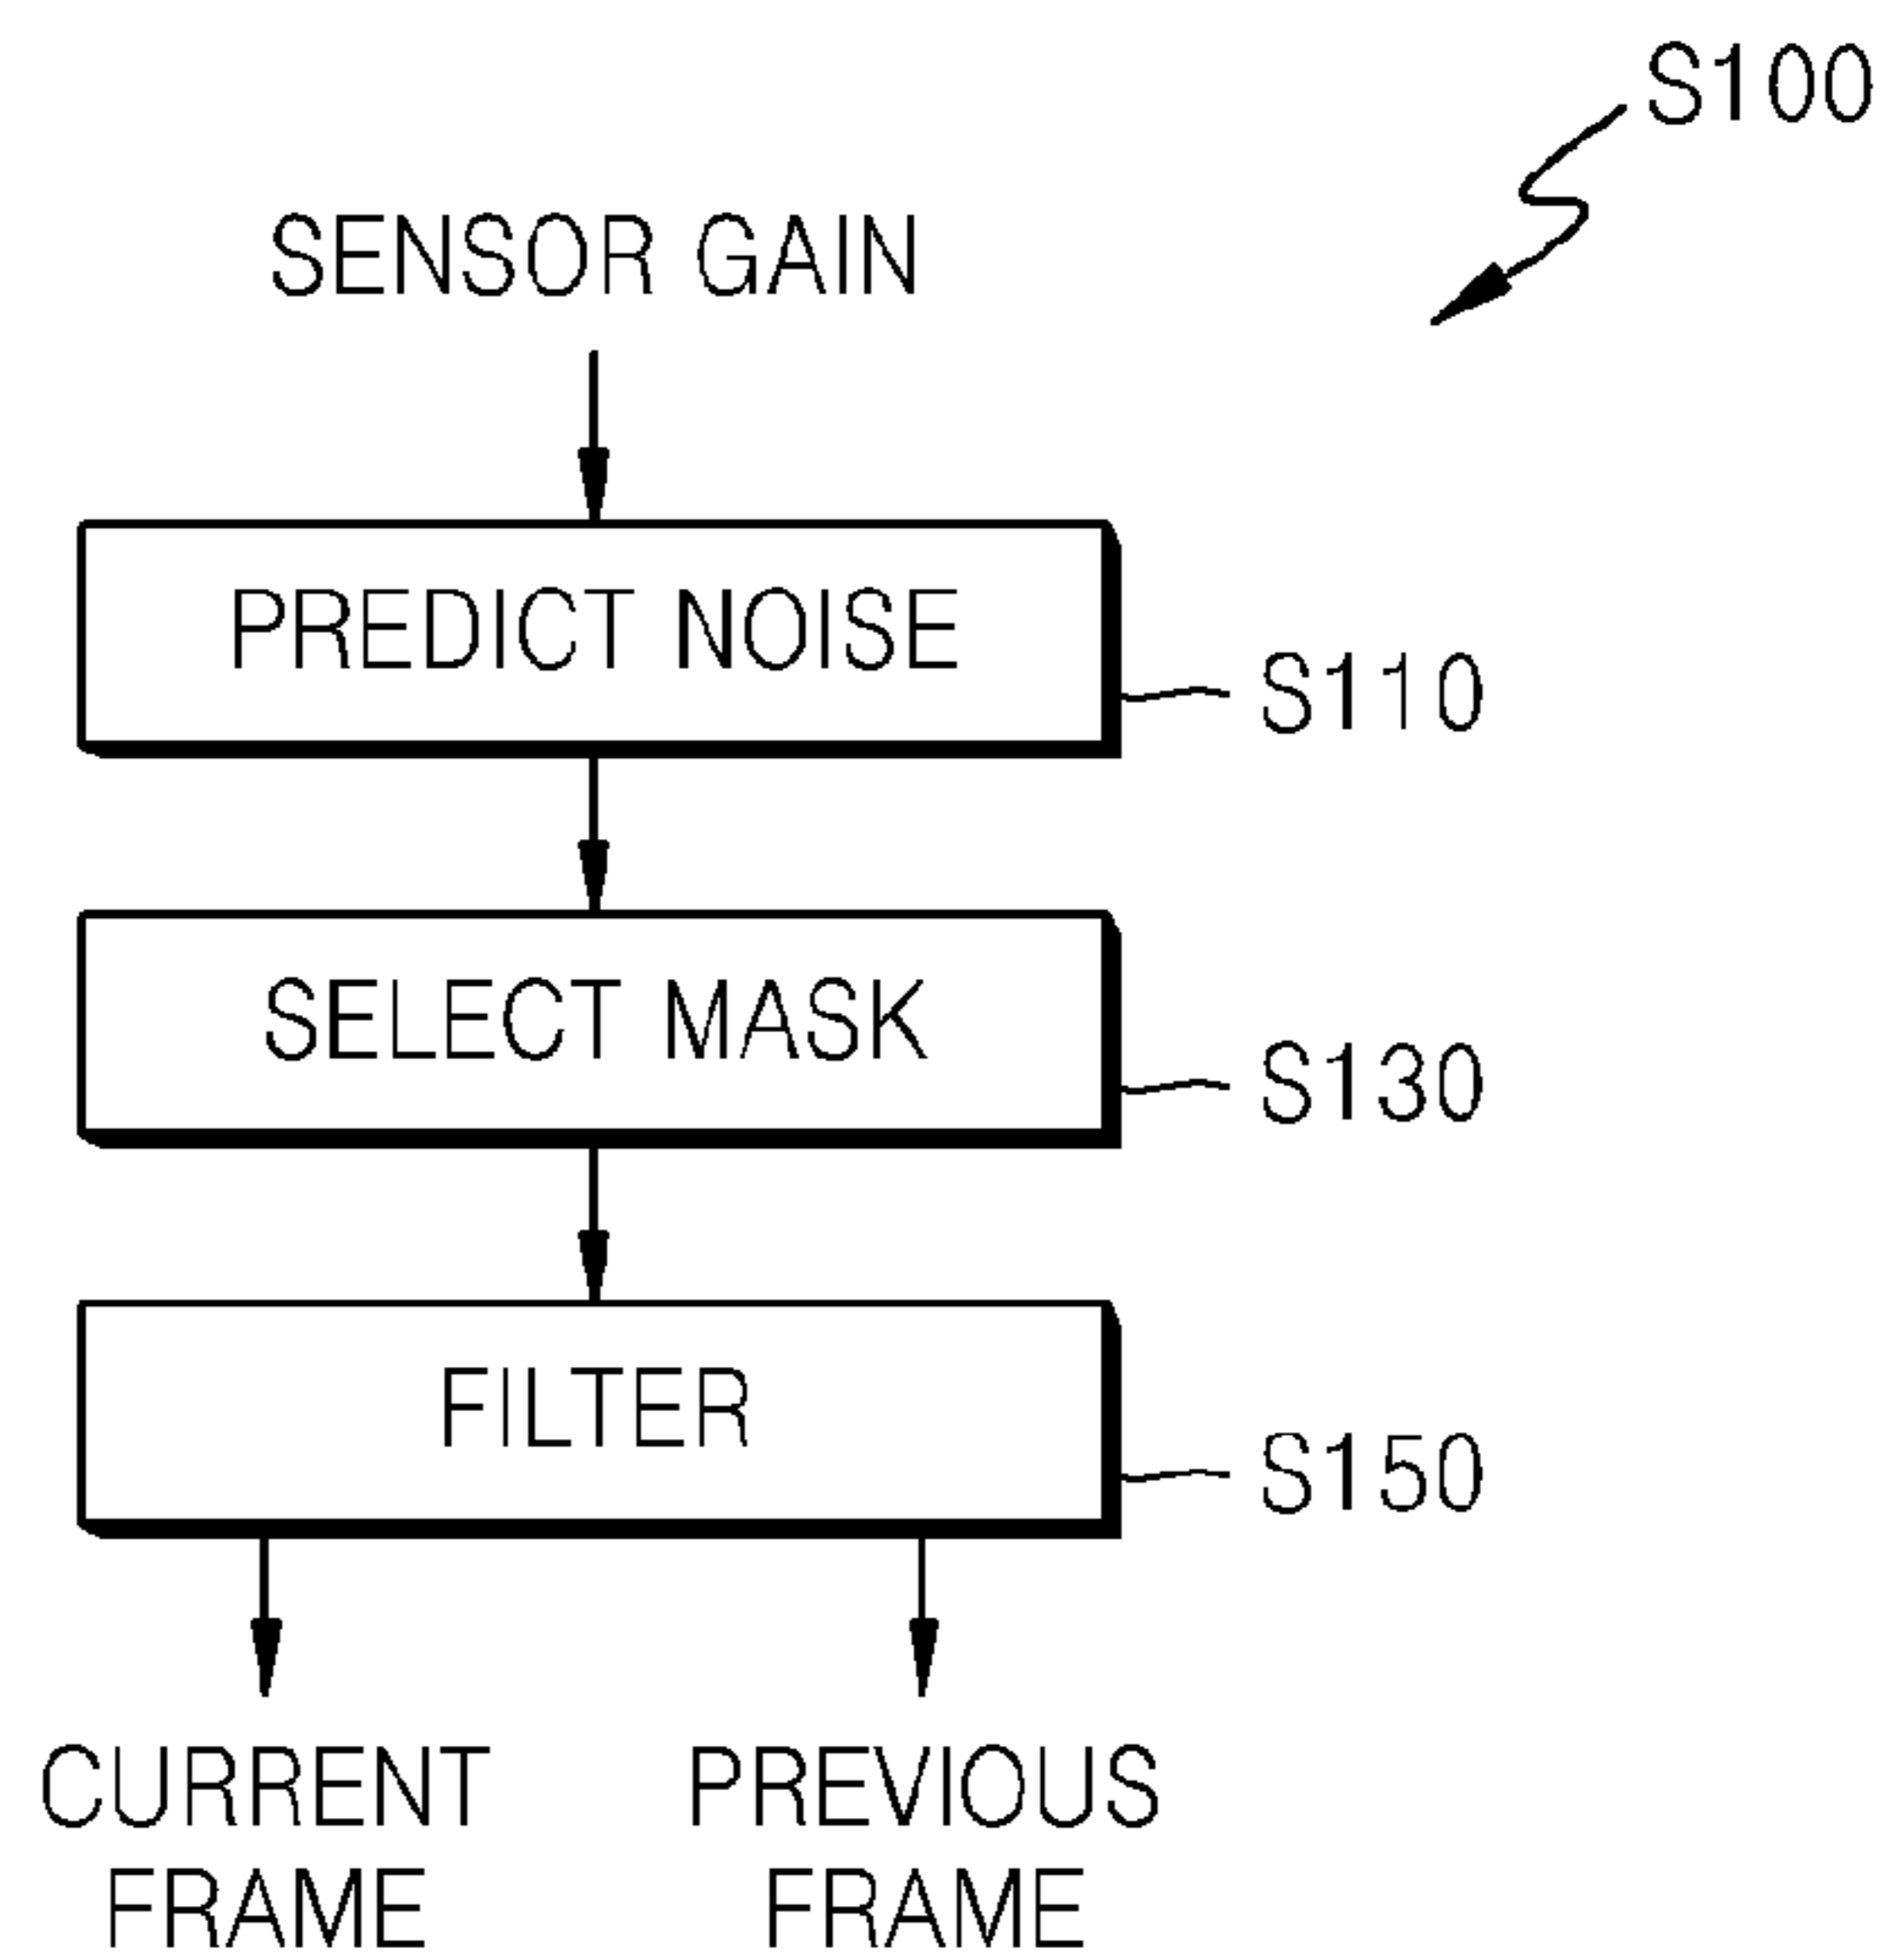 S100
SENSOR GAIN
PREDICT NOISE
S110
SELECT MASK
S130
FILTER
S150
CURRENT
FRAME
PREVIOUS
FRAME